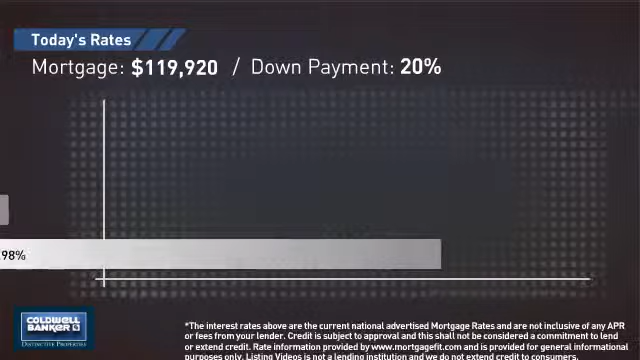 Today's Rates
Mortgage: $119,920 / Down Payment: 20%
98%
COLDWELL
BANKER
DISTINCTIVE PROPERTIES
*The interest rates above are the current national advertised Mortgage Rates and are not inclusive of any APR
or fees from your lender. Credit is subject to approval and this shall not be considered a commitment to lend
or extend credit. Rate information provided by www.mortgagefit.com and is provided for general informational
purposes only. Listing Videos is not a lending institution and we do not extend credit to consumers.